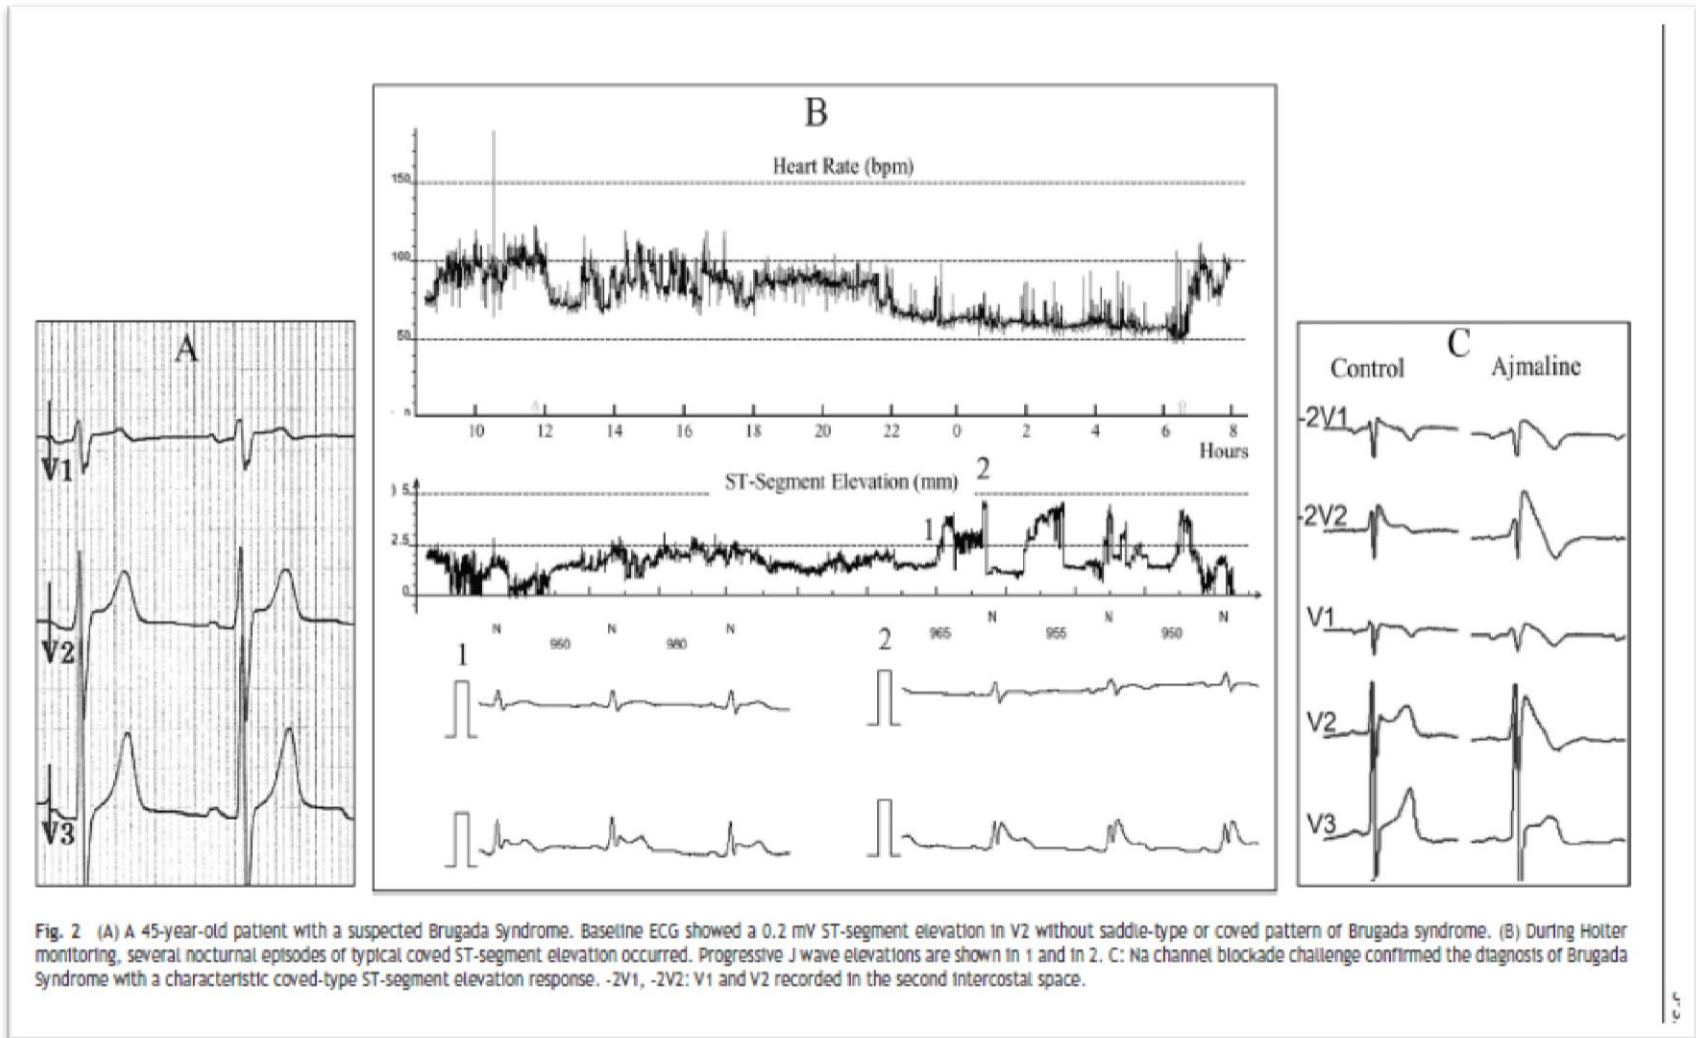 B
Heart Rate (bpm)
150
100
50
10 12 14 16 18 20 22 0 2 4 6 8
Hours
ST-Segment Elevation (mm) 2
1
2.5
0
N 960 N 980 N
965 N 955 N 950 N
1 2
A
V1
V2
V3
C
Control Ajmaline
-2V1
-2V2
V1
V2
V3
Fig. 2 (A) A 45-year-old patient with a suspected Brugada Syndrome. Baseline ECG showed a 0.2 mV ST-segment elevation in V2 without saddle-type or coved pattern of Brugada syndrome. (B) During Holter
monitoring, several nocturnal episodes of typical coved ST-segment elevation occurred. Progressive J wave elevations are shown in 1 and in 2. C: Na channel blockade challenge confirmed the diagnosis of Brugada
Syndrome with a characteristic coved-type ST-segment elevation response. -2V1, -2V2: V1 and V2 recorded in the second intercostal space.